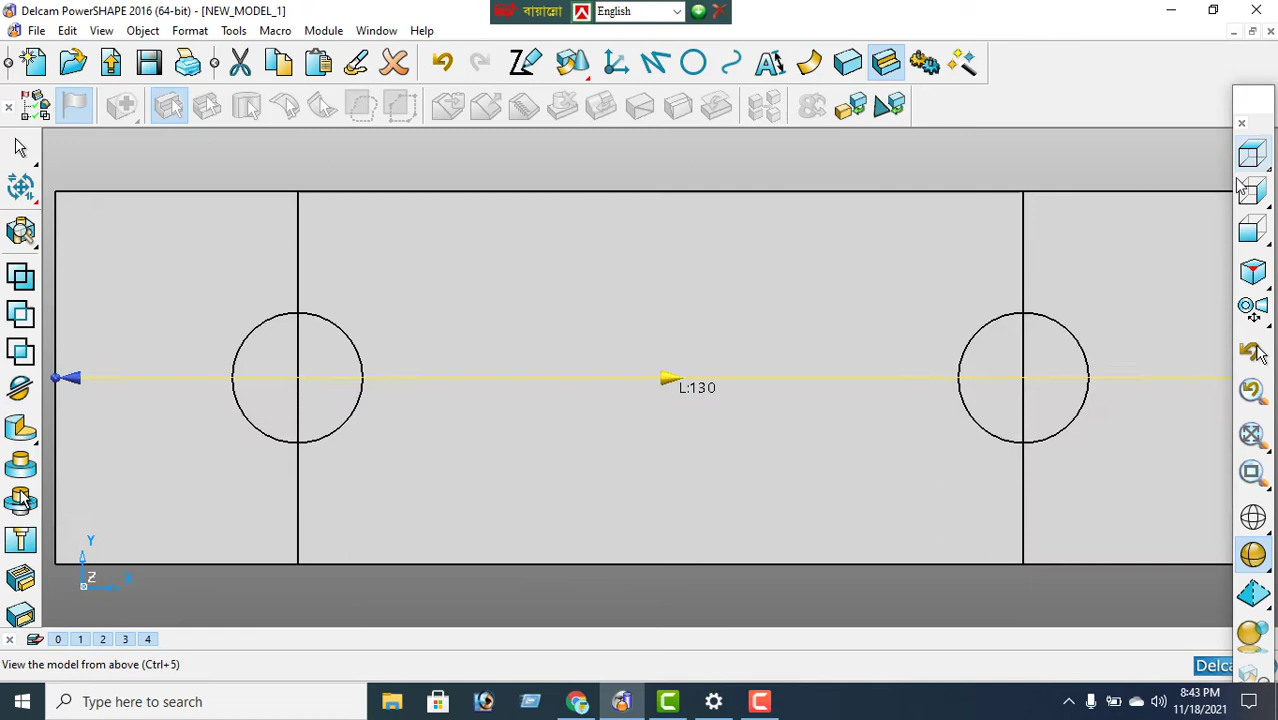 Delcam PowerSHAPE 2016 (64-bit) - [NEW_MODEL_1]
বায়ান্নো English
File Edit View Object Format Tools Macro Module Window Help
L:130
Y
Z X
0 1 2 3 4
View the model from above (Ctrl+5)
Delc
Type here to search
8:43 PM
11/18/2021